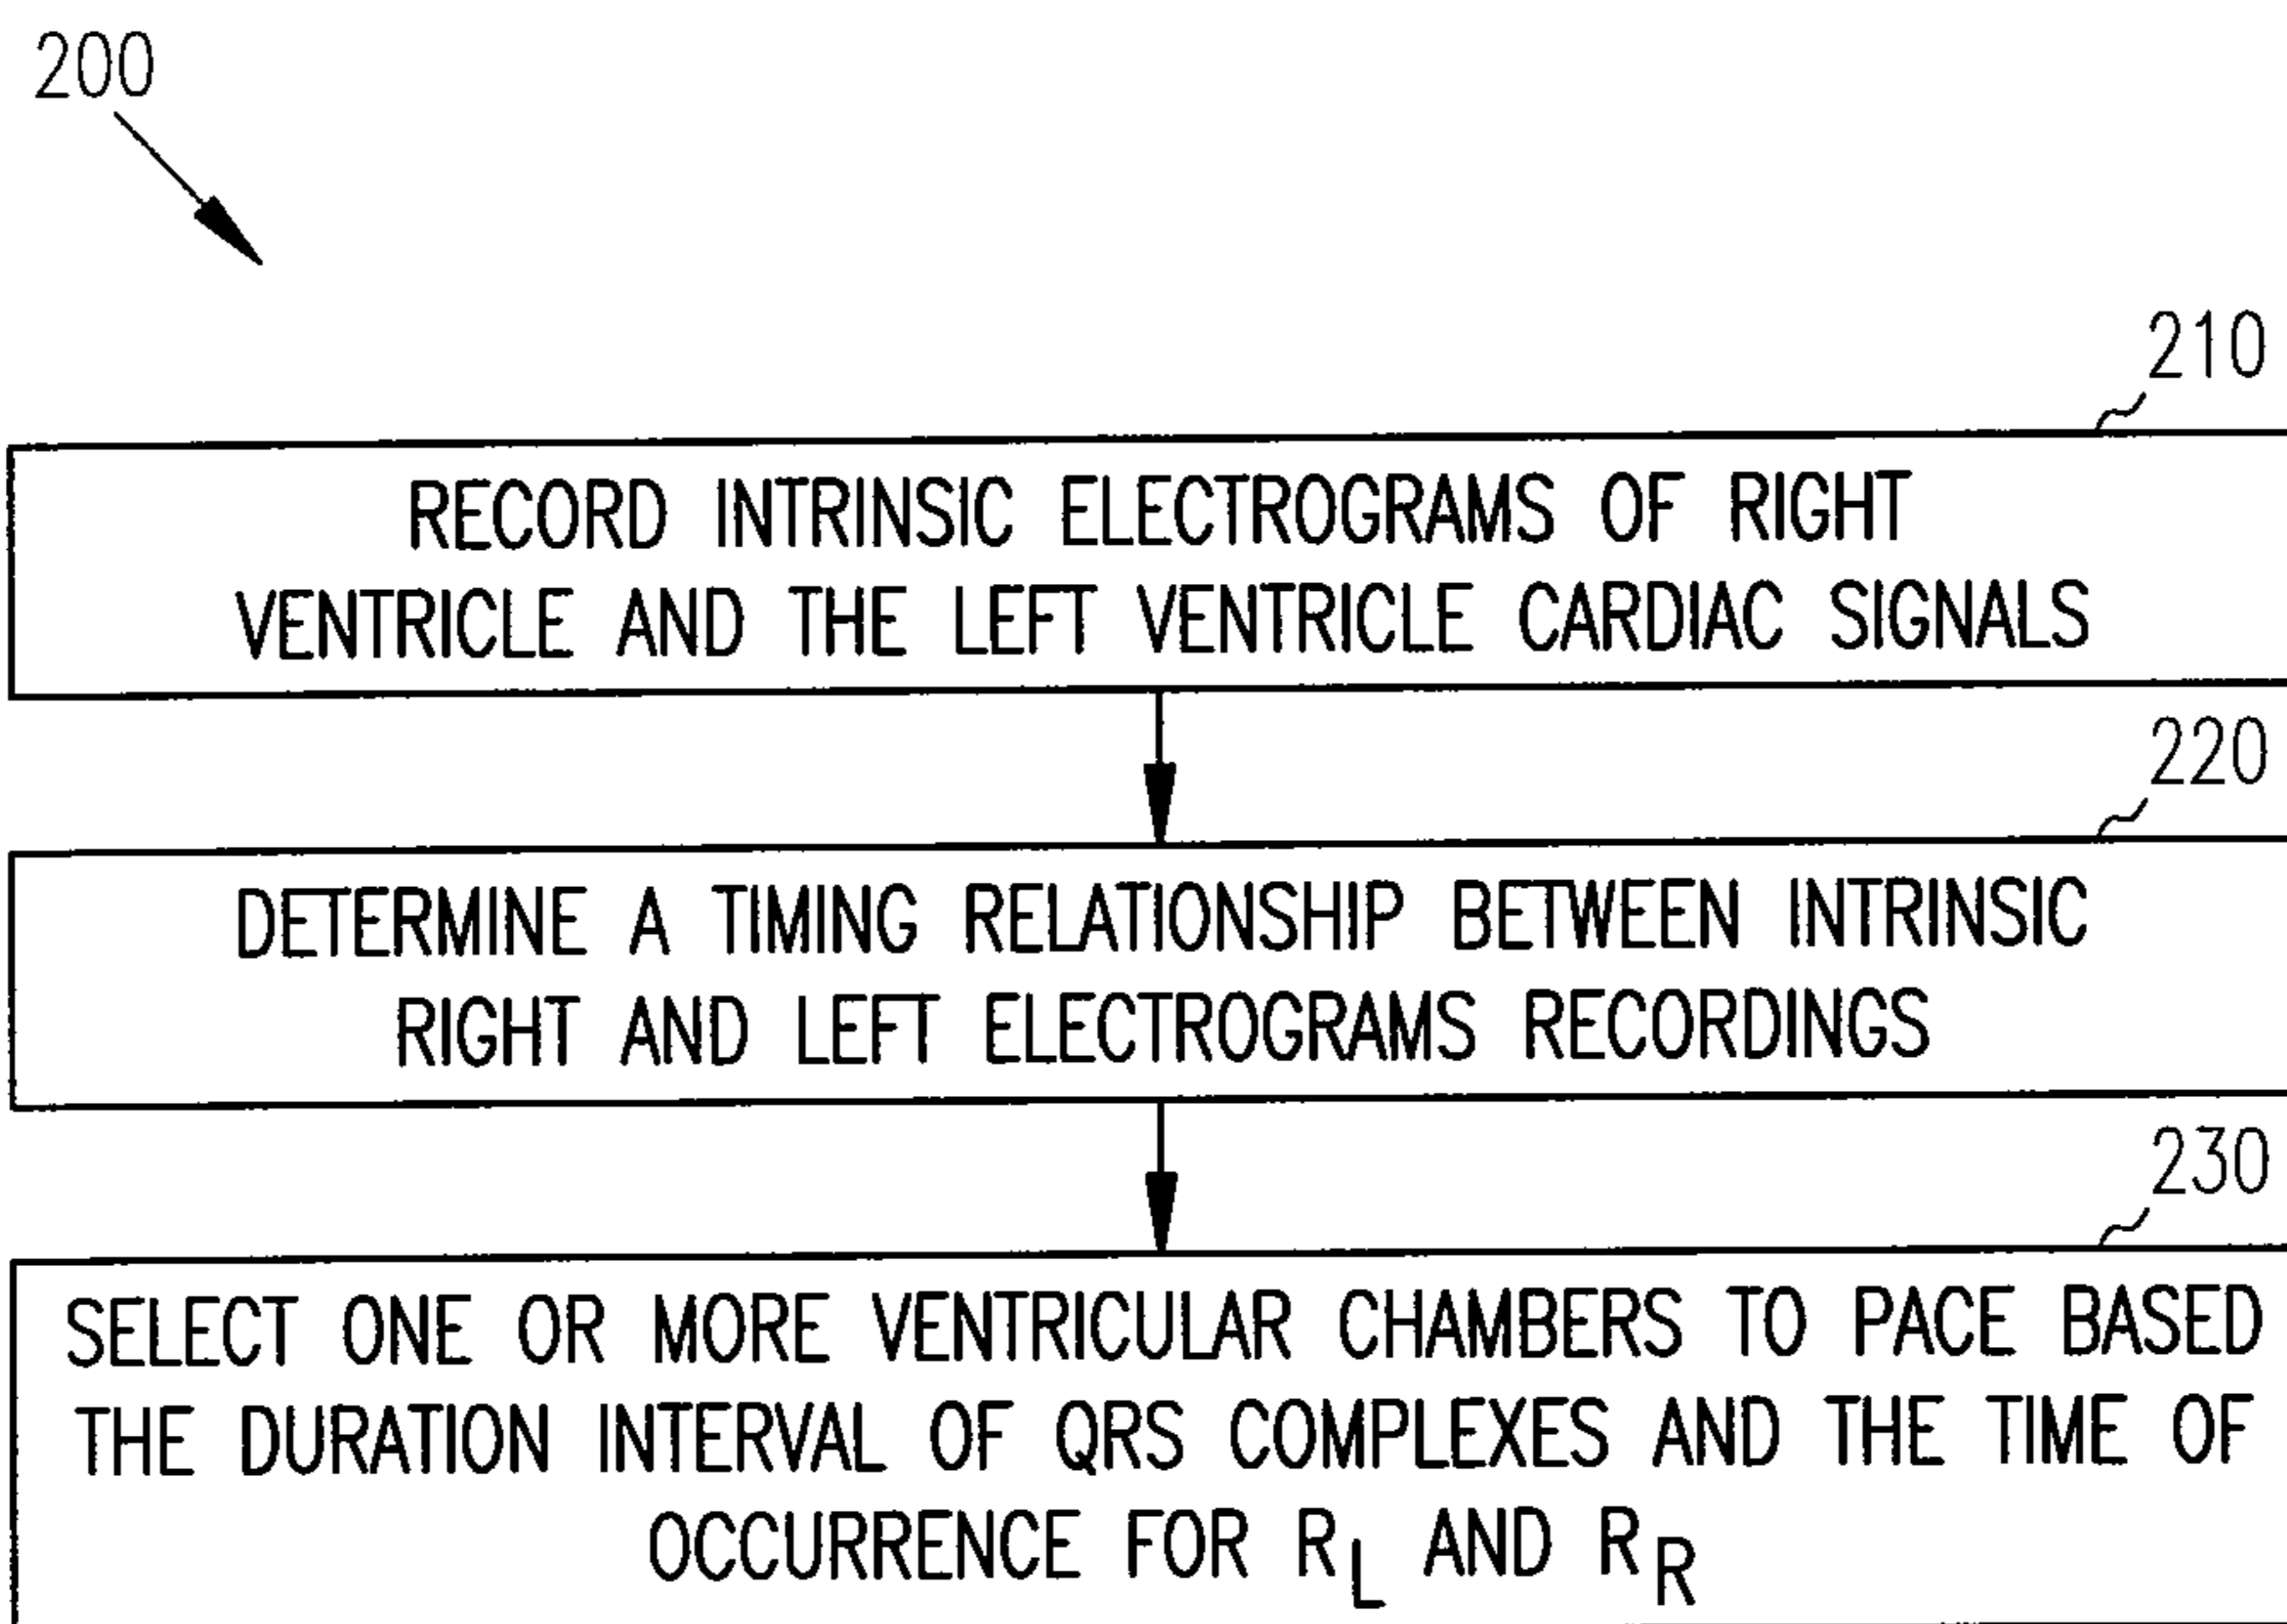 200
210
RECORD INTRINSIC ELECTROGRAMS OF RIGHT
VENTRICLE AND THE LEFT VENTRICLE CARDIAC SIGNALS
220
DETERMINE A TIMING RELATIONSHIP BETWEEN INTRINSIC
RIGHT AND LEFT ELECTROGRAMS RECORDINGS
230
SELECT ONE OR MORE VENTRICULAR CHAMBERS TO PACE BASED
THE DURATION INTERVAL OF QRS COMPLEXES AND THE TIME OF
OCCURRENCE FOR R_L AND R_R